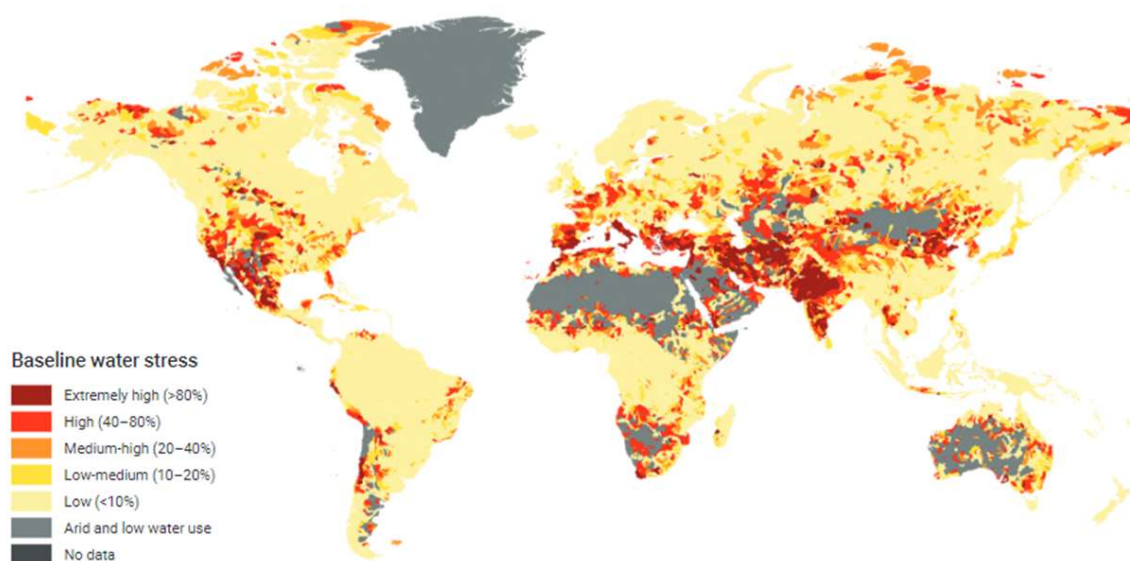 Baseline water stress
Extremely high (>80%)
High (40–80%)
Medium-high (20–40%)
Low-medium (10–20%)
Low (<10%)
Arid and low water use
No data